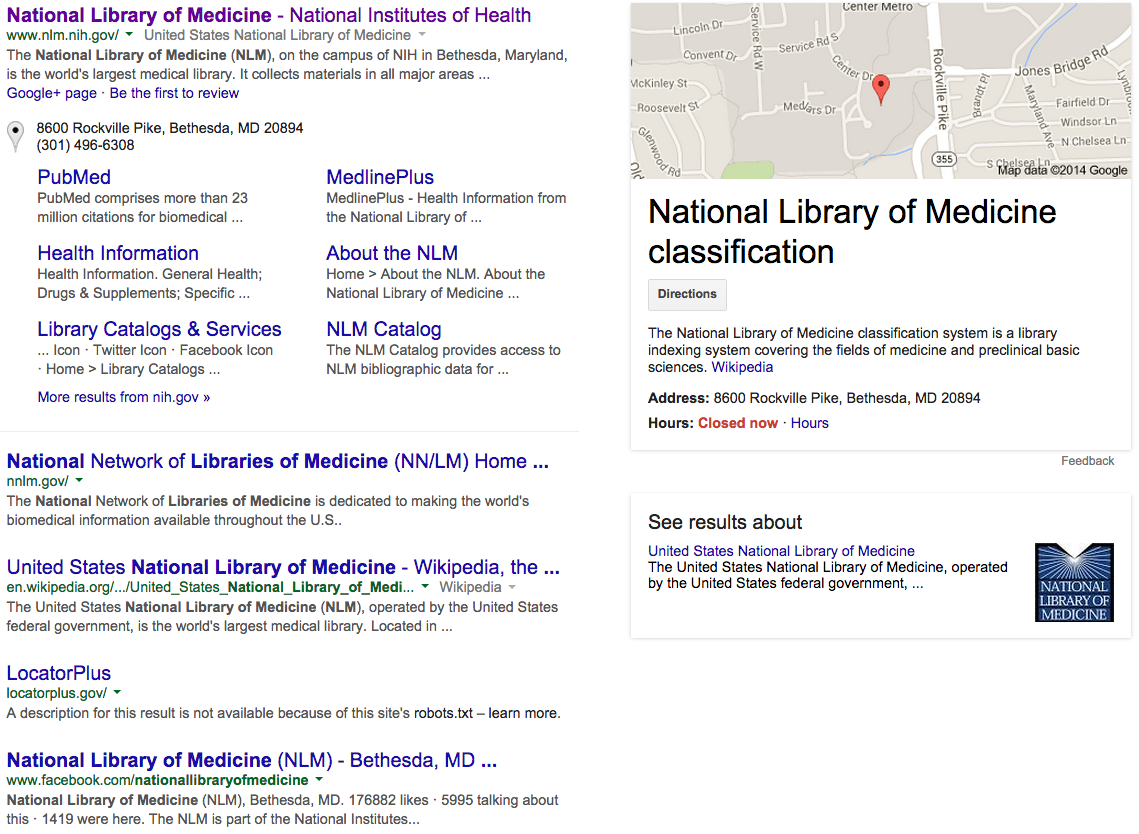 National Library of Medicine - National Institutes of Health
www.nlm.nih.gov/ United States National Library of Medicine
The National Library of Medicine (NLM), on the campus of NIH in Bethesda, Maryland,
is the world's largest medical library. It collects materials in all major areas ...
Google+ page · Be the first to review
8600 Rockville Pike, Bethesda, MD 20894
(301) 496-6308
PubMed
PubMed comprises more than 23
million citations for biomedical ...
MedlinePlus
MedlinePlus - Health Information from
the National Library of ...
Health Information
Health Information. General Health;
Drugs & Supplements; Specific ...
About the NLM
Home > About the NLM. About the
National Library of Medicine ...
Library Catalogs & Services
... Icon · Twitter Icon · Facebook Icon
· Home > Library Catalogs ...
NLM Catalog
The NLM Catalog provides access to
NLM bibliographic data for ...
More results from nih.gov »
National Network of Libraries of Medicine (NN/LM) Home ...
nnlm.gov/
The National Network of Libraries of Medicine is dedicated to making the world's
biomedical information available throughout the U.S..
United States National Library of Medicine - Wikipedia, the ...
en.wikipedia.org/.../United_States_National_Library_of_Medi... Wikipedia
The United States National Library of Medicine (NLM), operated by the United States
federal government, is the world's largest medical library. Located in ...
LocatorPlus
locatorplus.gov/
A description for this result is not available because of this site's robots.txt – learn more.
National Library of Medicine (NLM) - Bethesda, MD ...
www.facebook.com/nationallibraryofmedicine
National Library of Medicine (NLM), Bethesda, MD. 176882 likes · 5995 talking about
this · 1419 were here. The NLM is part of the National Institutes...
Center Metro
Lincoln Dr
Service Rd W
Service Rd S
Convent Dr
Center Dr
Rockville Pike
Jones Bridge Rd
McKinley St
Brandt Pl
Roosevelt St
Medlars Dr
Maryland Ave
Fairfield Dr
Lynbro
Windsor Ln
N Chelsea Ln
Glenwood Rd
355
S Chelsea Ln
Old
Map data ©2014 Google
National Library of Medicine
classification
Directions
The National Library of Medicine classification system is a library
indexing system covering the fields of medicine and preclinical basic
sciences. Wikipedia
Address: 8600 Rockville Pike, Bethesda, MD 20894
Hours: Closed now · Hours
Feedback
See results about
United States National Library of Medicine
The United States National Library of Medicine, operated
by the United States federal government, ...
NATIONAL
LIBRARY OF
MEDICINE